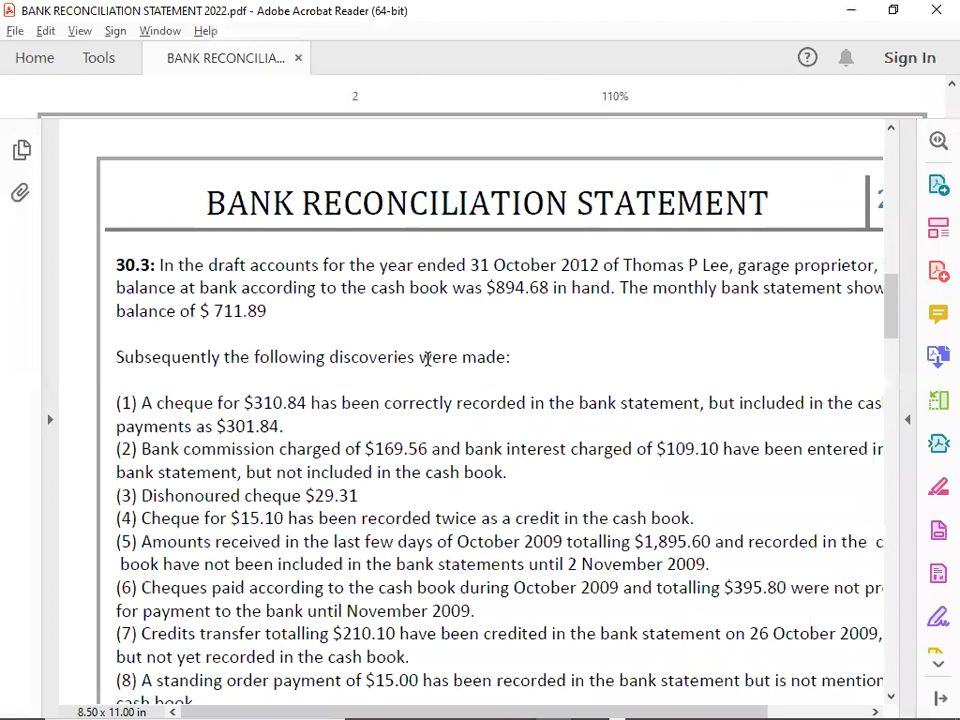 BANK RECONCILIATION STATEMENT 2022.pdf - Adobe Acrobat Reader (64-bit)
File Edit View Sign Window Help
Home Tools BANK RECONCILIA... × Sign In
2 110%
BANK RECONCILIATION STATEMENT
30.3: In the draft accounts for the year ended 31 October 2012 of Thomas P Lee, garage proprietor,
balance at bank according to the cash book was $894.68 in hand. The monthly bank statement show
balance of $ 711.89
Subsequently the following discoveries were made:
(1) A cheque for $310.84 has been correctly recorded in the bank statement, but included in the cas
payments as $301.84.
(2) Bank commission charged of $169.56 and bank interest charged of $109.10 have been entered in
bank statement, but not included in the cash book.
(3) Dishonoured cheque $29.31
(4) Cheque for $15.10 has been recorded twice as a credit in the cash book.
(5) Amounts received in the last few days of October 2009 totalling $1,895.60 and recorded in the c
book have not been included in the bank statements until 2 November 2009.
(6) Cheques paid according to the cash book during October 2009 and totalling $395.80 were not pr
for payment to the bank until November 2009.
(7) Credits transfer totalling $210.10 have been credited in the bank statement on 26 October 2009,
but not yet recorded in the cash book.
(8) A standing order payment of $15.00 has been recorded in the bank statement but is not mention
cash book
8.50 x 11.00 in